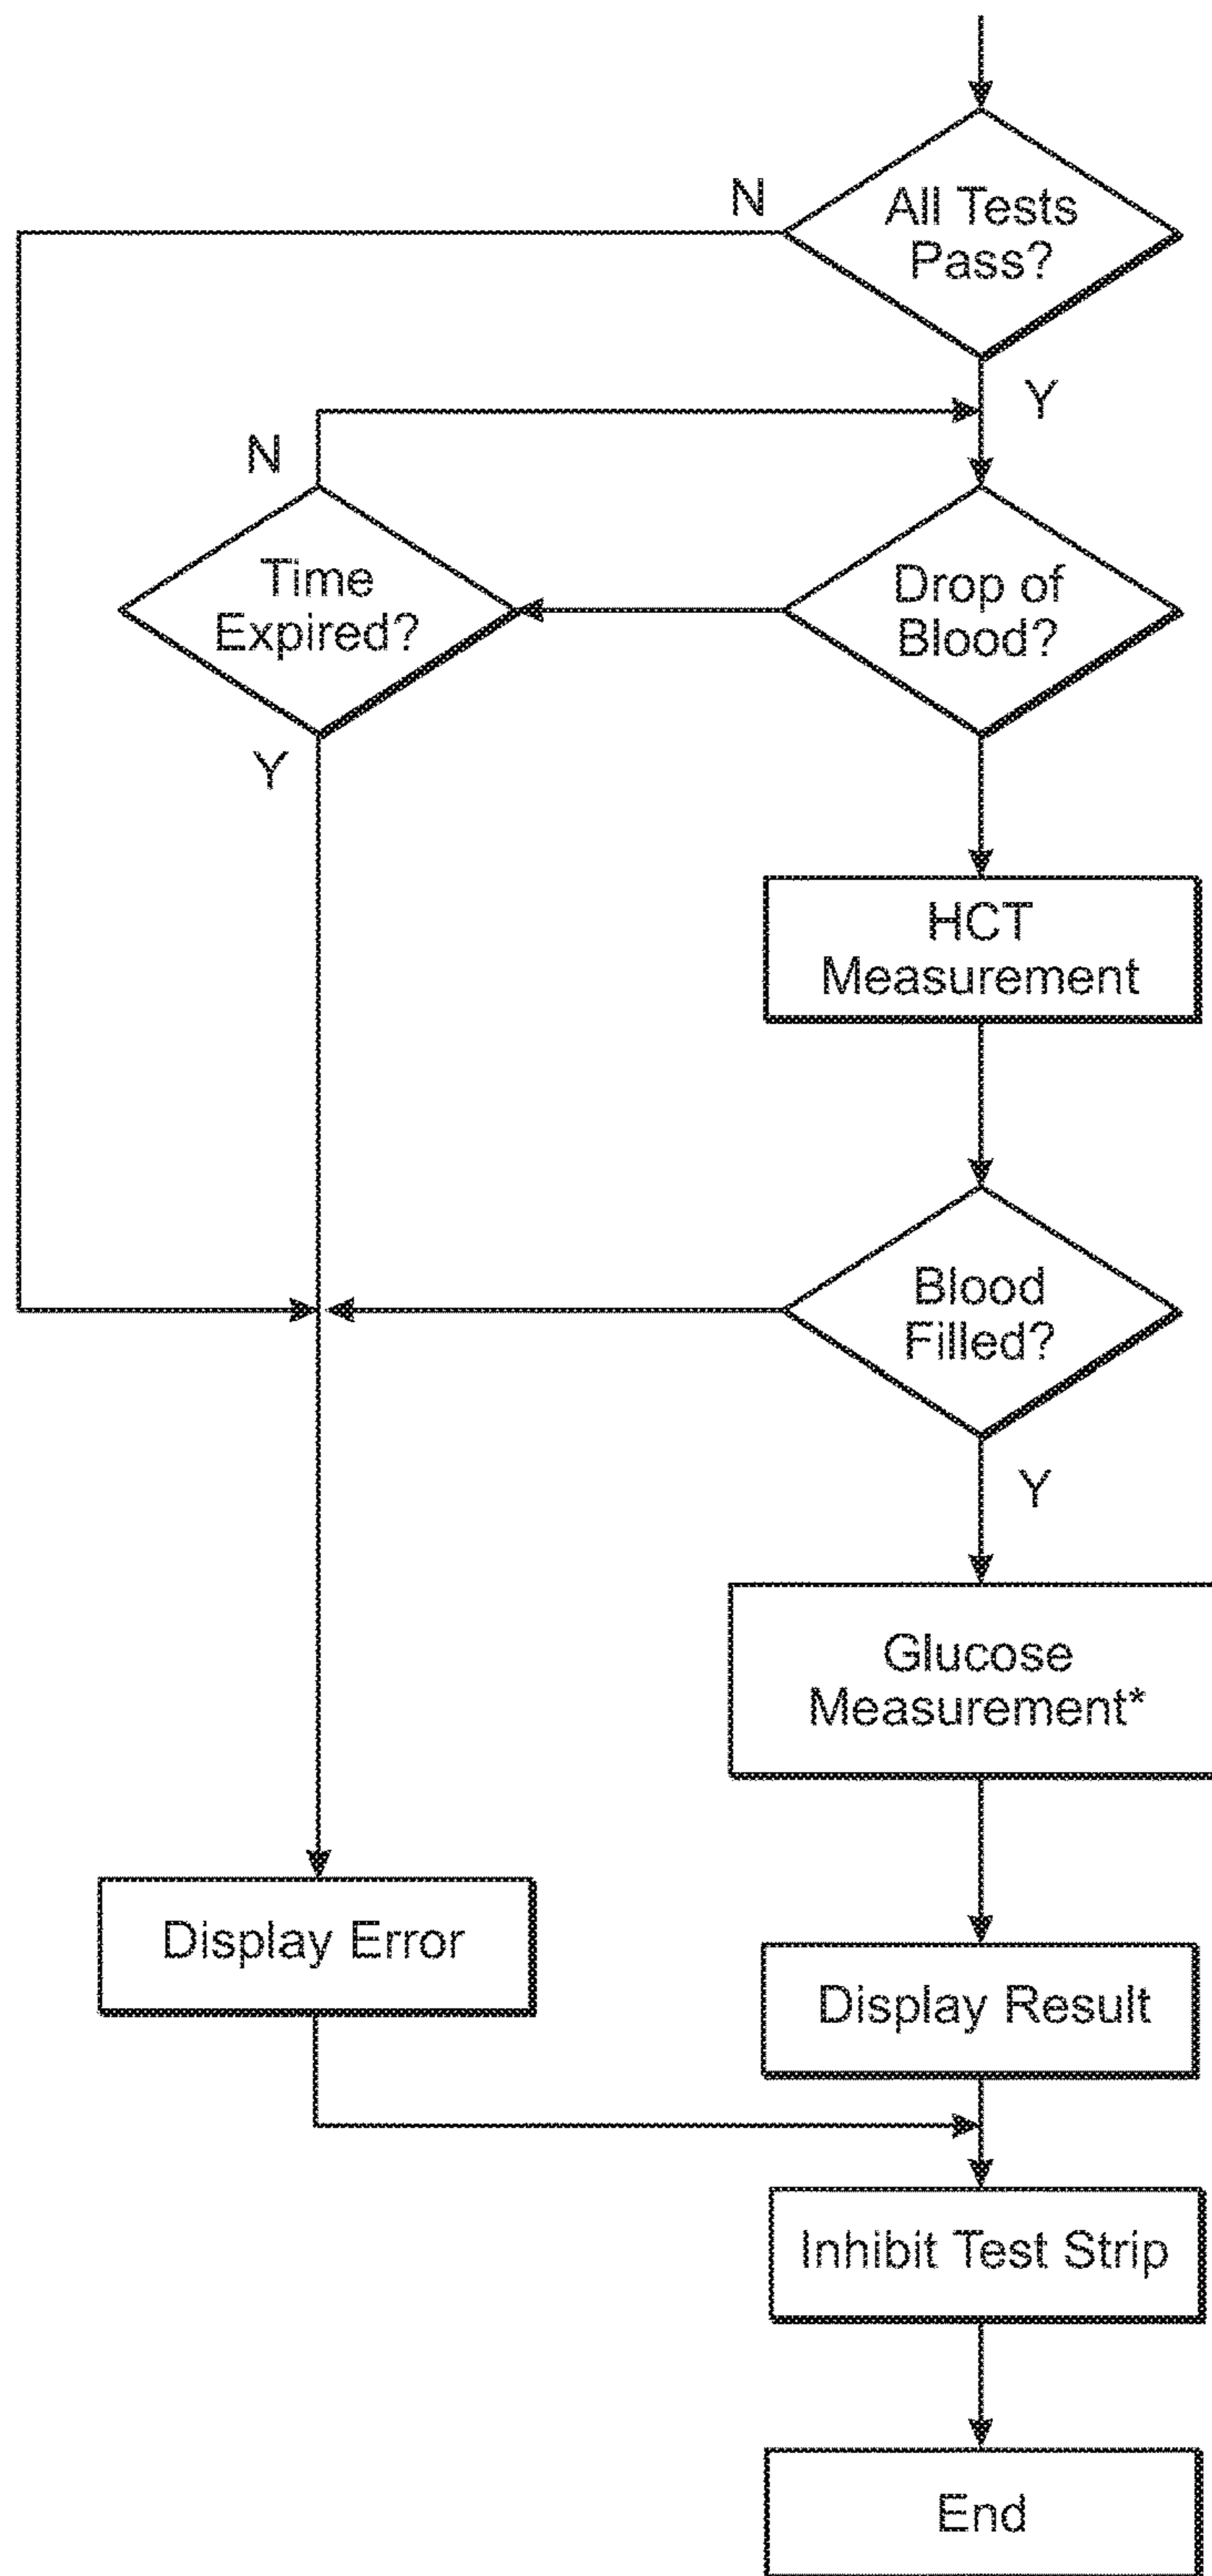 N
All Tests
Pass?
Y
N
Time
Expired?
Drop of
Blood?
Y
HCT
Measurement
Blood
Filled?
Y
Glucose
Measurement*
Display Error
Display Result
Inhibit Test Strip
End